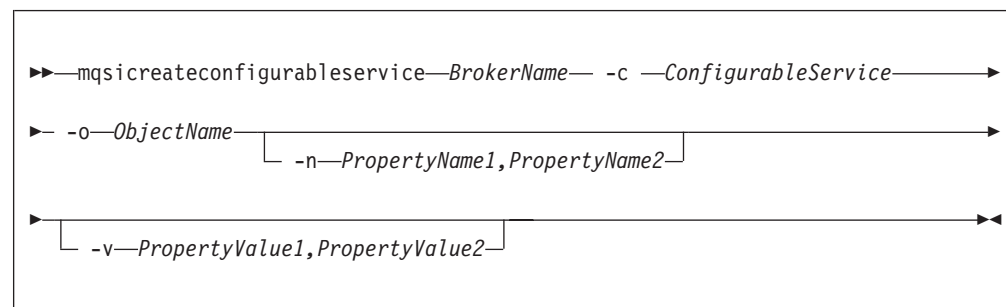 mqsicreateconfigurableservice BrokerName -c ConfigurableService
-o ObjectName
-n PropertyName1,PropertyName2
-v PropertyValue1,PropertyValue2